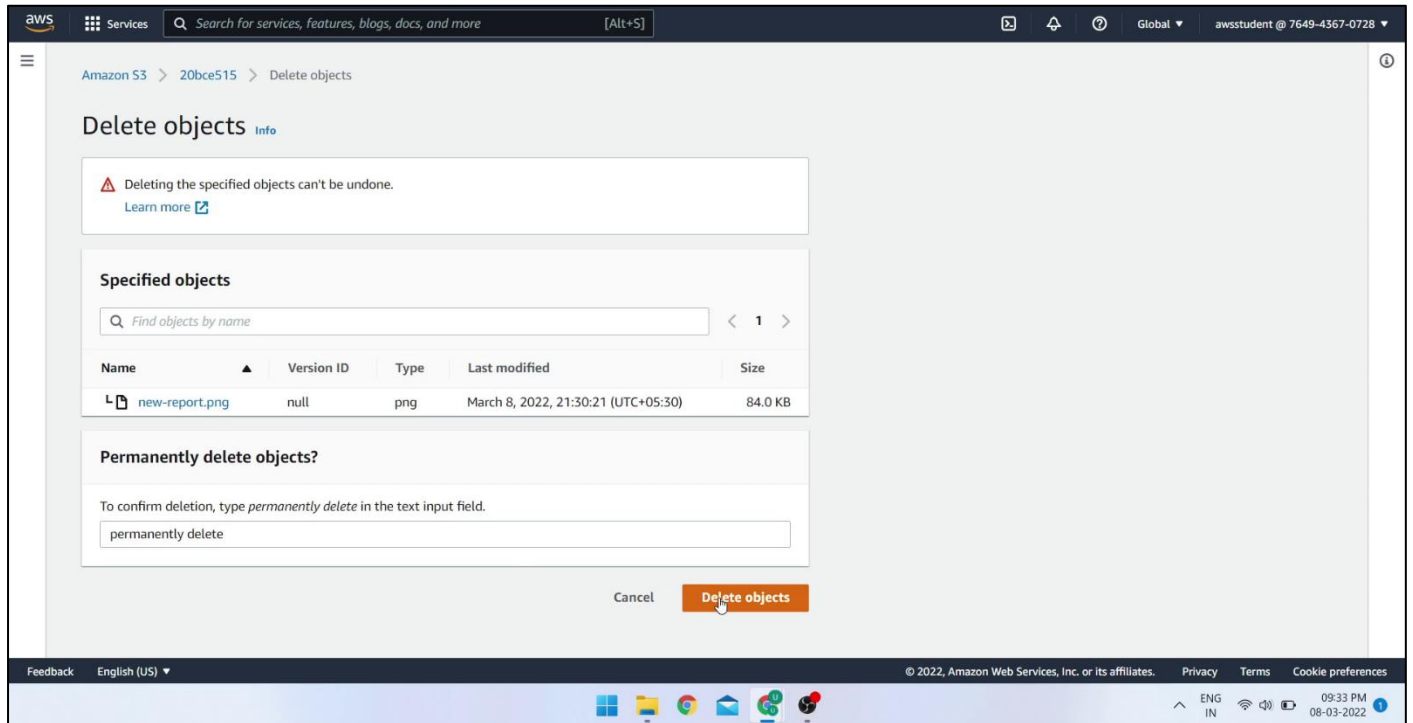 aws Services Search for services, features, blogs, docs, and more [Alt+S] Global ▼ awsstudent @ 7649-4367-0728 ▼
Amazon S3 > 20bce515 > Delete objects
Delete objects Info
Deleting the specified objects can't be undone.
Learn more
Specified objects
Find objects by name < 1 >
Name ▲ Version ID Type Last modified Size
new-report.png null png March 8, 2022, 21:30:21 (UTC+05:30) 84.0 KB
Permanently delete objects?
To confirm deletion, type permanently delete in the text input field.
permanently delete
Cancel Delete objects
Feedback English (US) ▼ © 2022, Amazon Web Services, Inc. or its affiliates. Privacy Terms Cookie preferences
ENG 09:33 PM
IN 08-03-2022 1